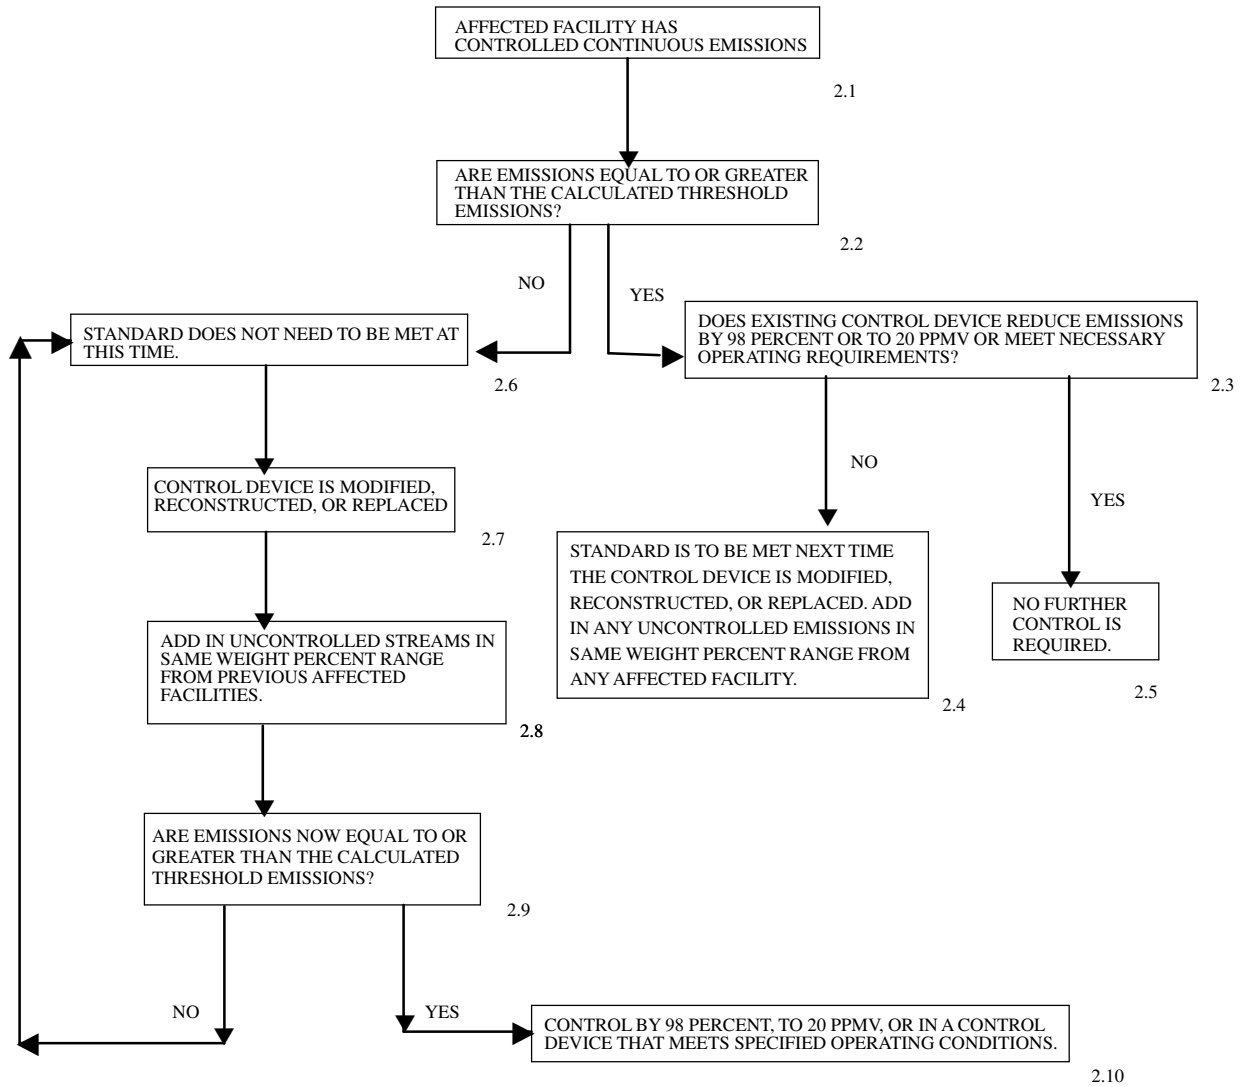 AFFECTED FACILITY HAS
CONTROLLED CONTINUOUS EMISSIONS
2.1
ARE EMISSIONS EQUAL TO OR GREATER
THAN THE CALCULATED THRESHOLD
EMISSIONS?
2.2
NO
YES
STANDARD DOES NOT NEED TO BE MET AT
THIS TIME.
2.6
DOES EXISTING CONTROL DEVICE REDUCE EMISSIONS
BY 98 PERCENT OR TO 20 PPMV OR MEET NECESSARY
OPERATING REQUIREMENTS?
2.3
NO
YES
CONTROL DEVICE IS MODIFIED,
RECONSTRUCTED, OR REPLACED
2.7
STANDARD IS TO BE MET NEXT TIME
THE CONTROL DEVICE IS MODIFIED,
RECONSTRUCTED, OR REPLACED. ADD
IN ANY UNCONTROLLED EMISSIONS IN
SAME WEIGHT PERCENT RANGE FROM
ANY AFFECTED FACILITY.
2.4
NO FURTHER
CONTROL IS
REQUIRED.
2.5
ADD IN UNCONTROLLED STREAMS IN
SAME WEIGHT PERCENT RANGE
FROM PREVIOUS AFFECTED
FACILITIES.
2.8
ARE EMISSIONS NOW EQUAL TO OR
GREATER THAN THE CALCULATED
THRESHOLD EMISSIONS?
2.9
NO
YES
CONTROL BY 98 PERCENT, TO 20 PPMV, OR IN A CONTROL
DEVICE THAT MEETS SPECIFIED OPERATING CONDITIONS.
2.10